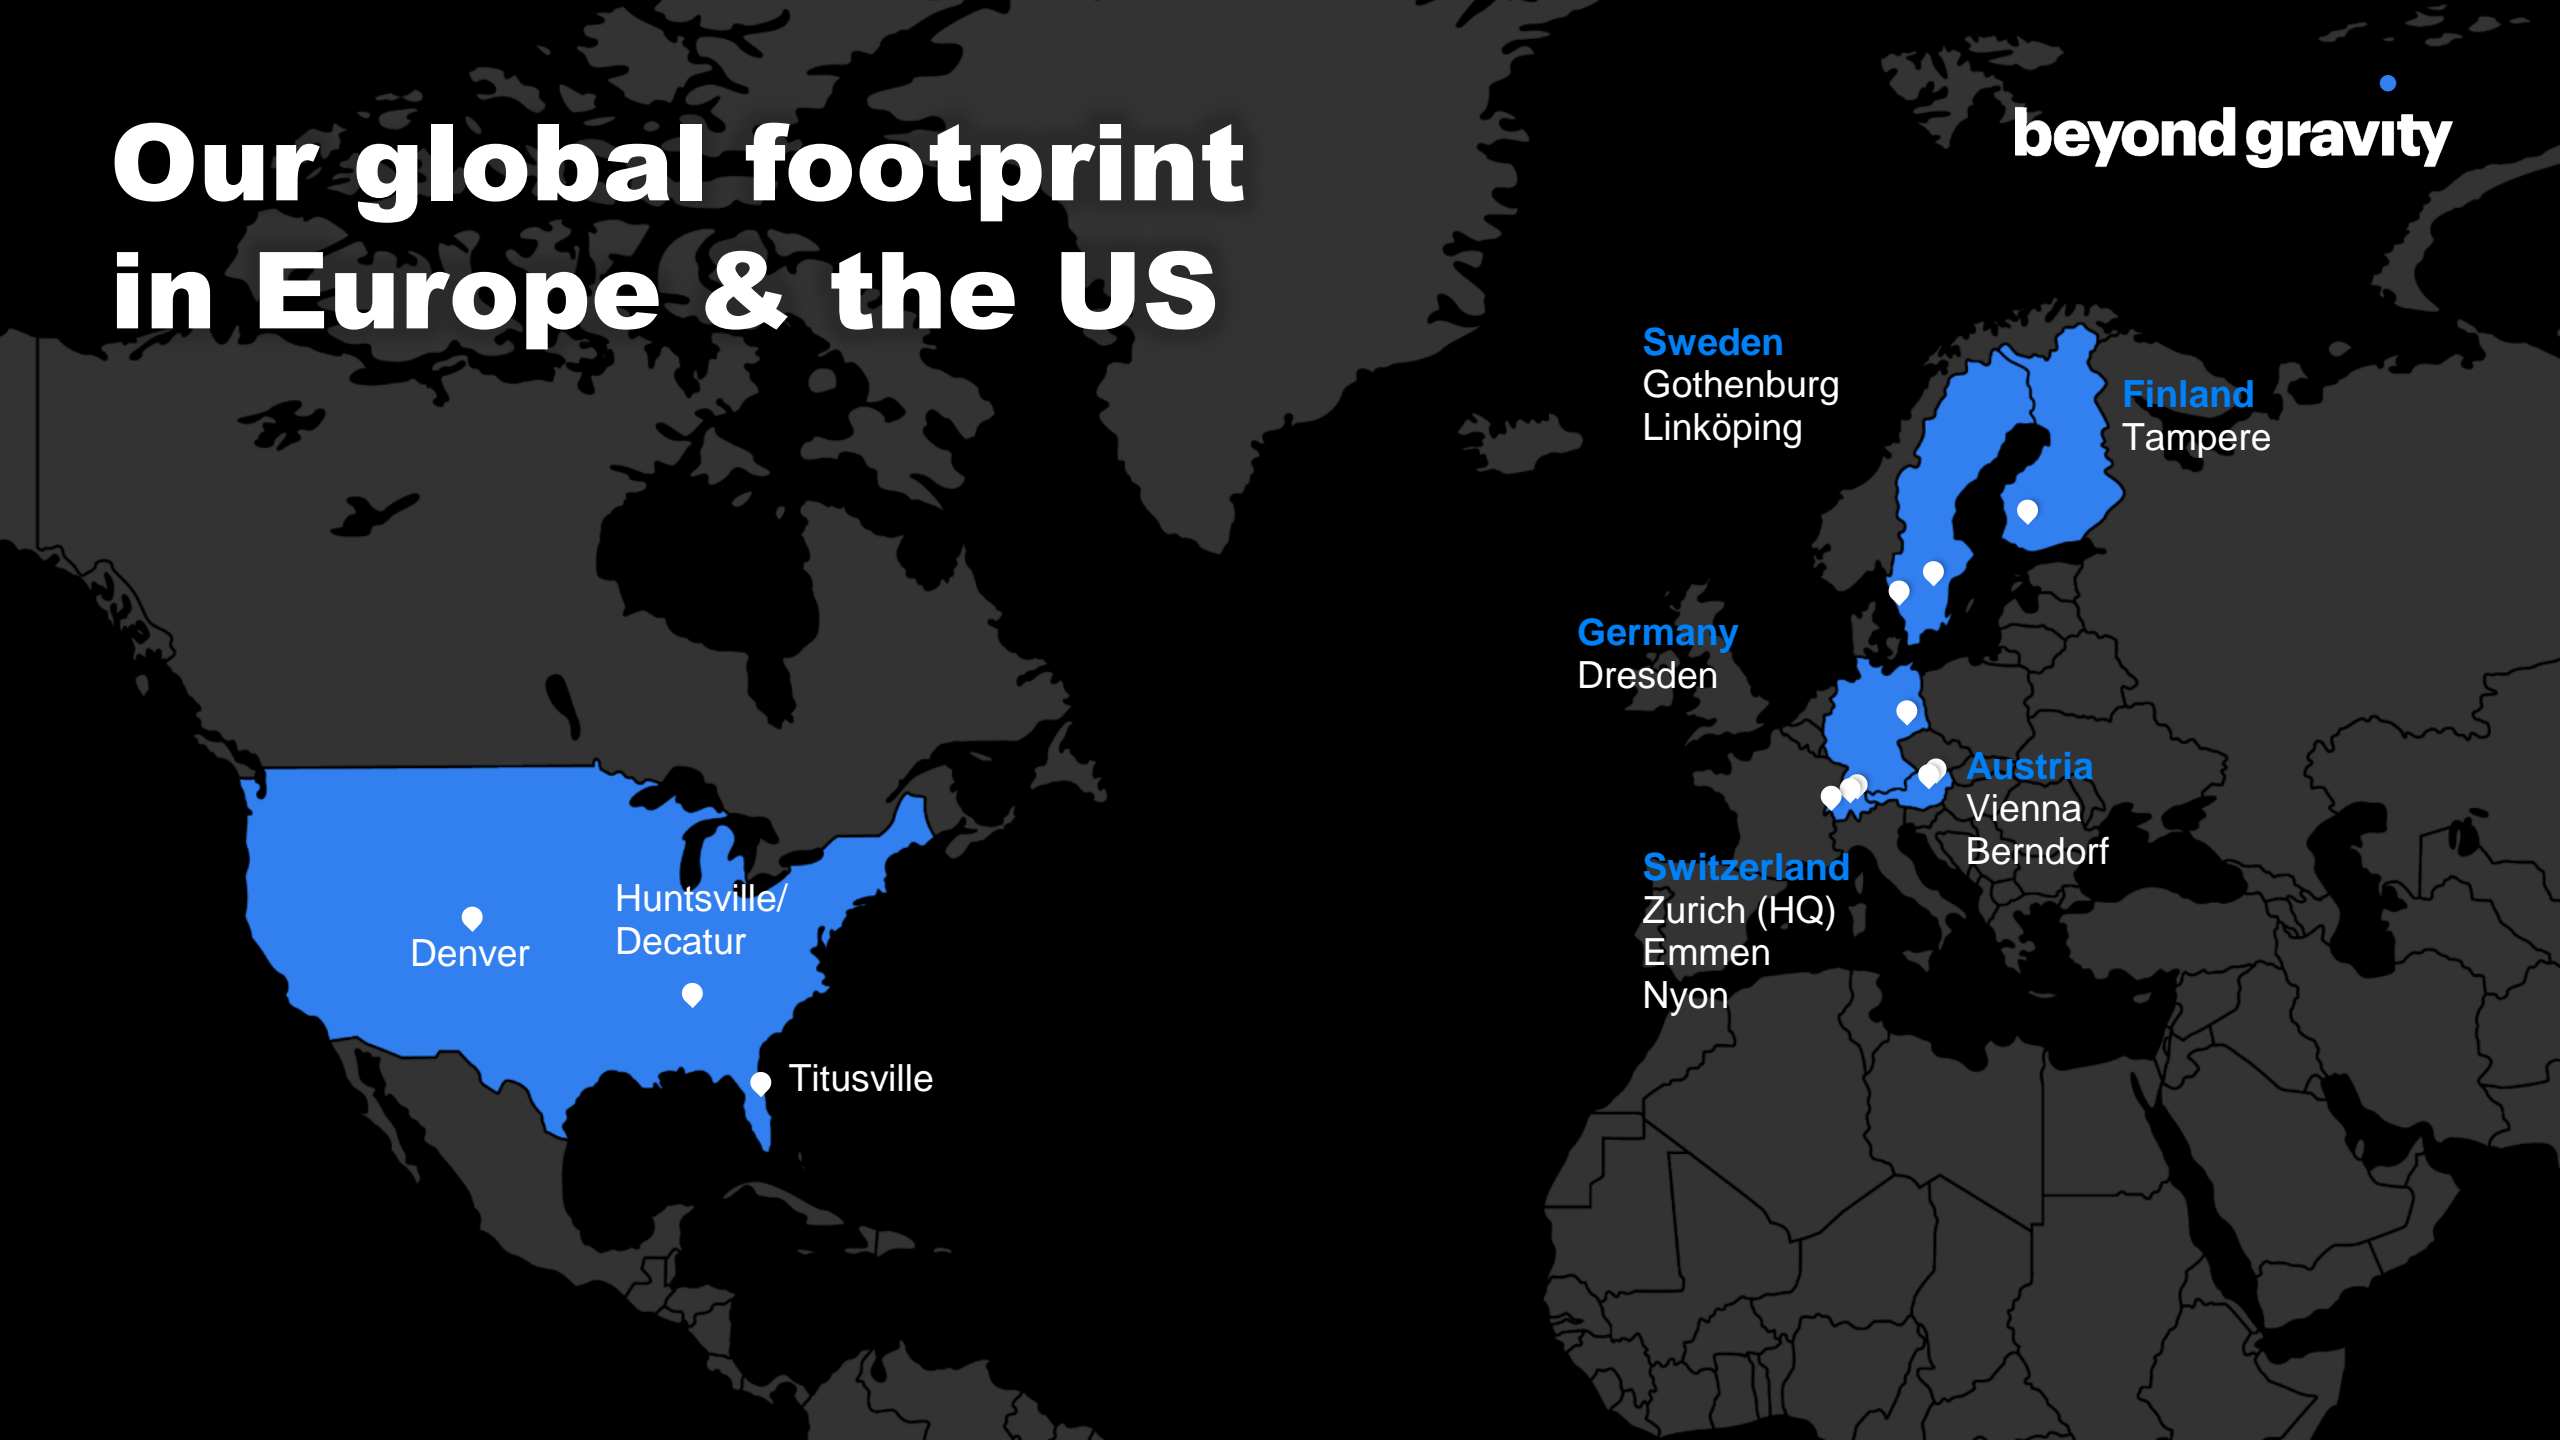 Our global footprint
in Europe & the US
beyond gravity
Sweden
Gothenburg
Linköping
Finland
Tampere
Germany
Dresden
Austria
Vienna
Berndorf
Switzerland
Zurich (HQ)
Emmen
Nyon
Huntsville/
Decatur
Denver
Titusville